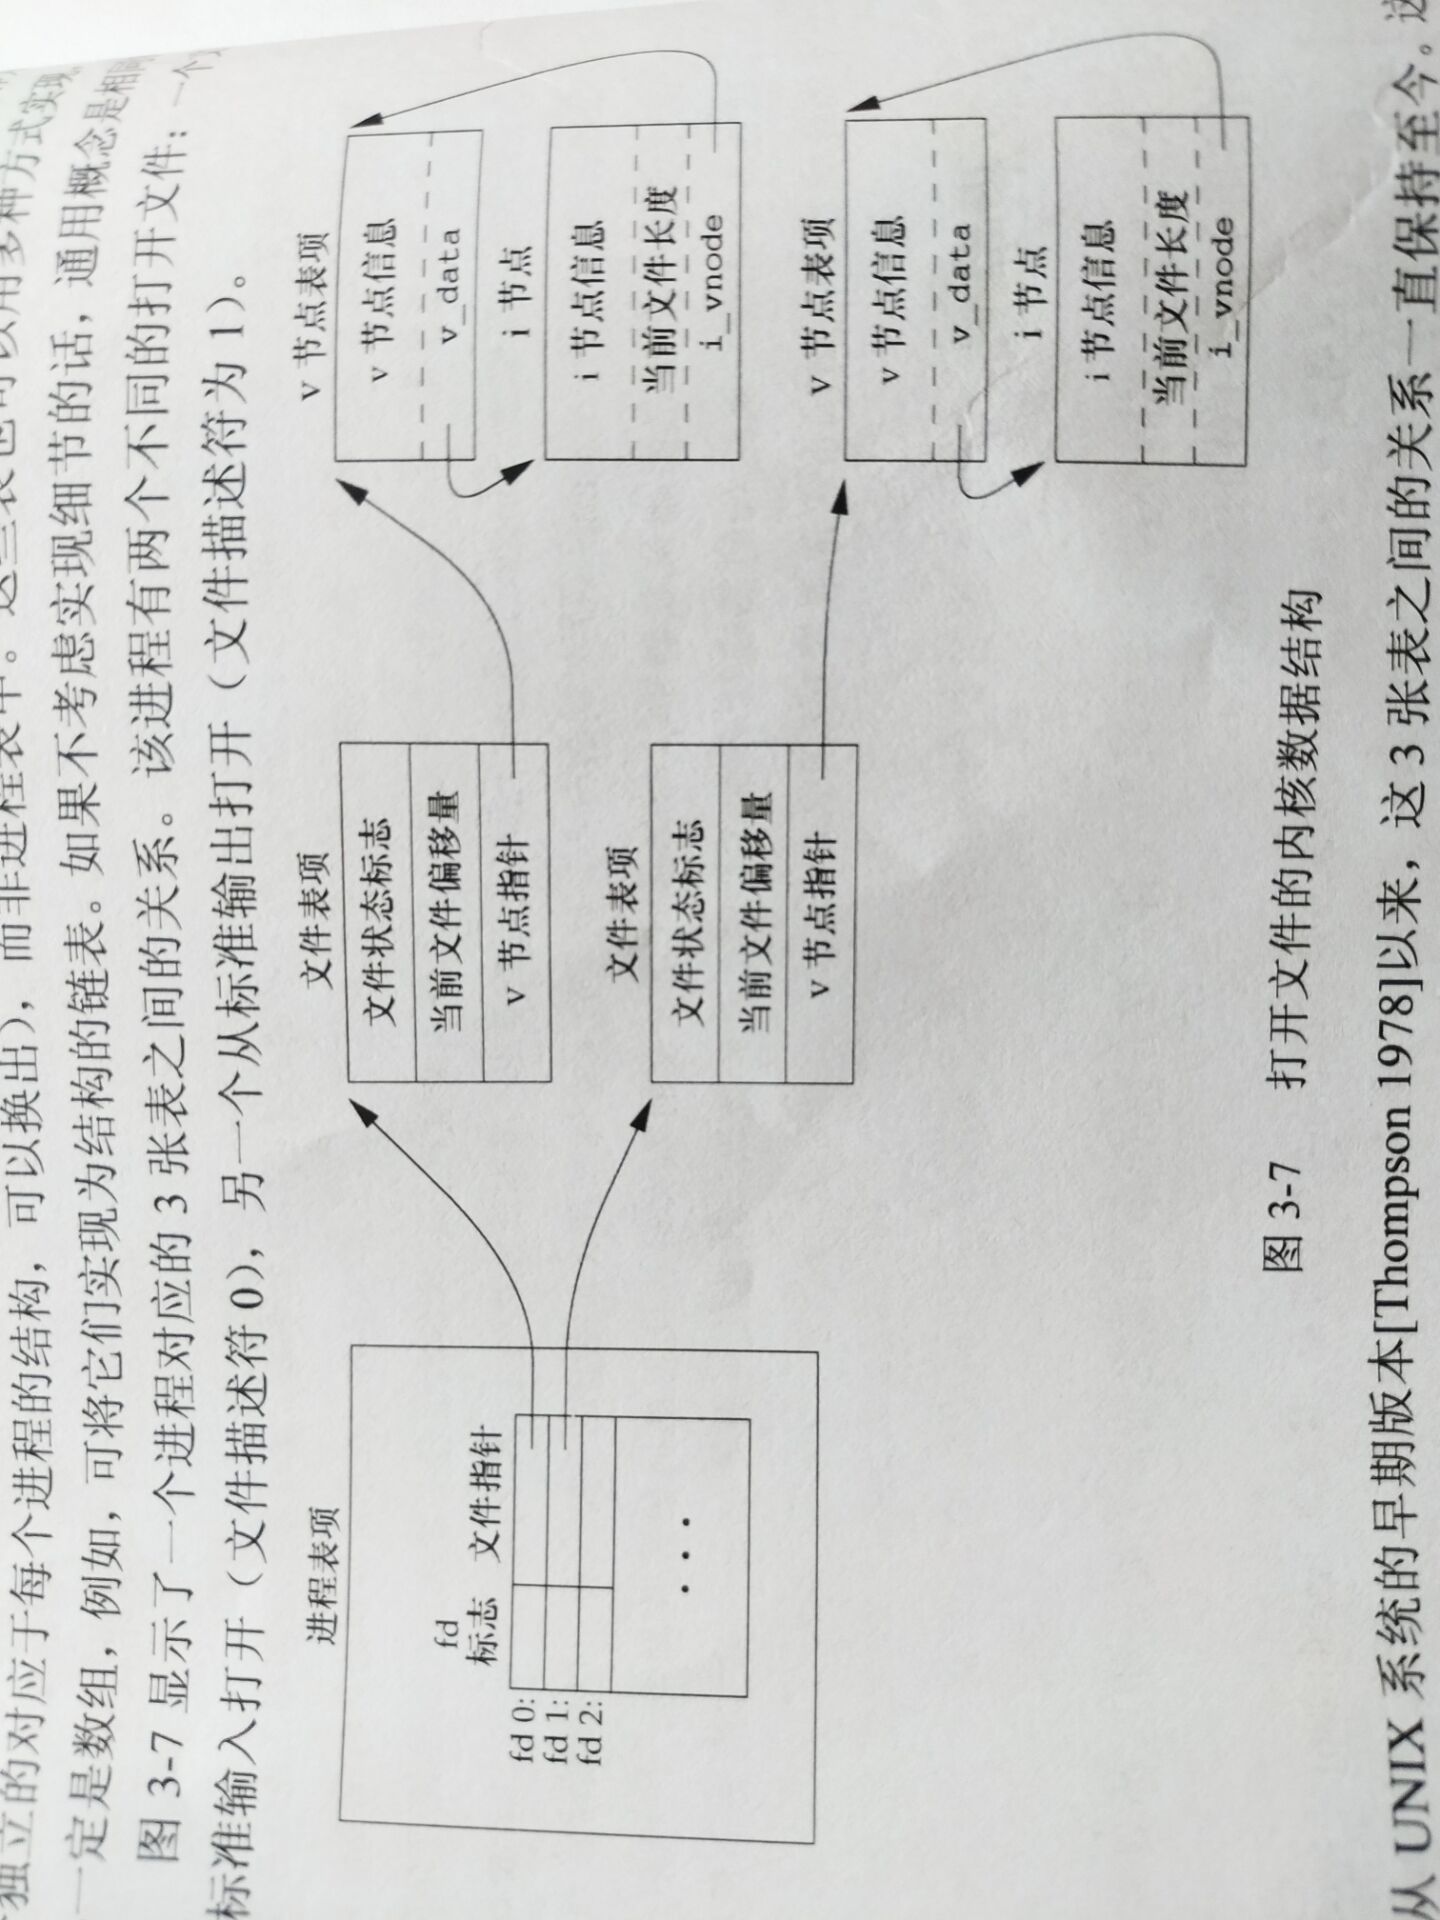 独立的对应于每个进程的结构，可以换出），而非进程表中。这些表也可以用多种方式实现
一定是数组，例如，可将它们实现为结构的链表。如果不考虑实现细节的话，通用概念是相同
图 3-7 显示了一个进程对应的 3 张表之间的关系。该进程有两个不同的打开文件：一个
标准输入打开（文件描述符 0），另一个从标准输出打开（文件描述符为 1）。
进程表项
fd
标志 文件指针
fd 0:
fd 1:
fd 2:
文件表项
文件状态标志
当前文件偏移量
v 节点指针
文件表项
文件状态标志
当前文件偏移量
v 节点指针
v 节点表项
v 节点信息
v_data
i 节点
i 节点信息
当前文件长度
i_vnode
v 节点表项
v 节点信息
v_data
i 节点
i 节点信息
当前文件长度
i_vnode
图 3-7 打开文件的内核数据结构
从 UNIX 系统的早期版本[Thompson 1978]以来，这 3 张表之间的关系一直保持至今。这